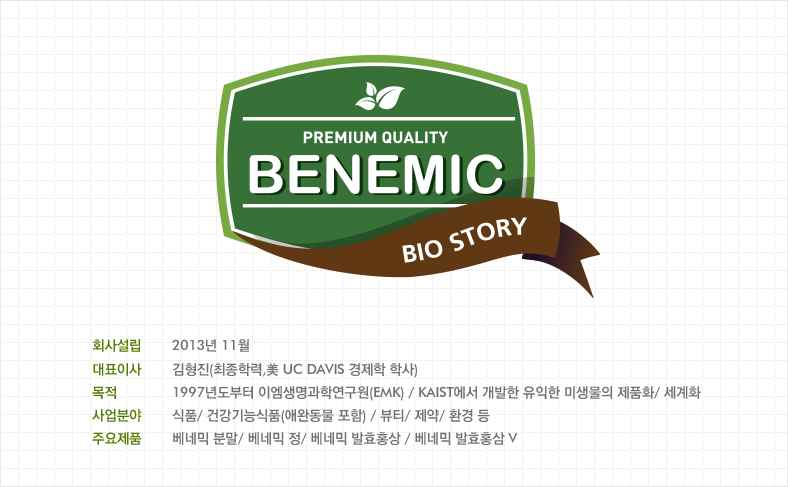 PREMIUM QUALITY
BENEMIC
BIO STORY
회사설립 2013년 11월
대표이사 김형진(최종학력,美 UC DAVIS 경제학 학사)
목적 1997년도부터 이엠생명과학연구원(EMK) / KAIST에서 개발한 유익한 미생물의 제품화/ 세계화
사업분야 식품/ 건강기능식품(애완동물 포함) / 뷰티/ 제약/ 환경 등
주요제품 베네믹 분말/ 베네믹 정/ 베네믹 발효홍상 / 베네믹 발효홍삼 V